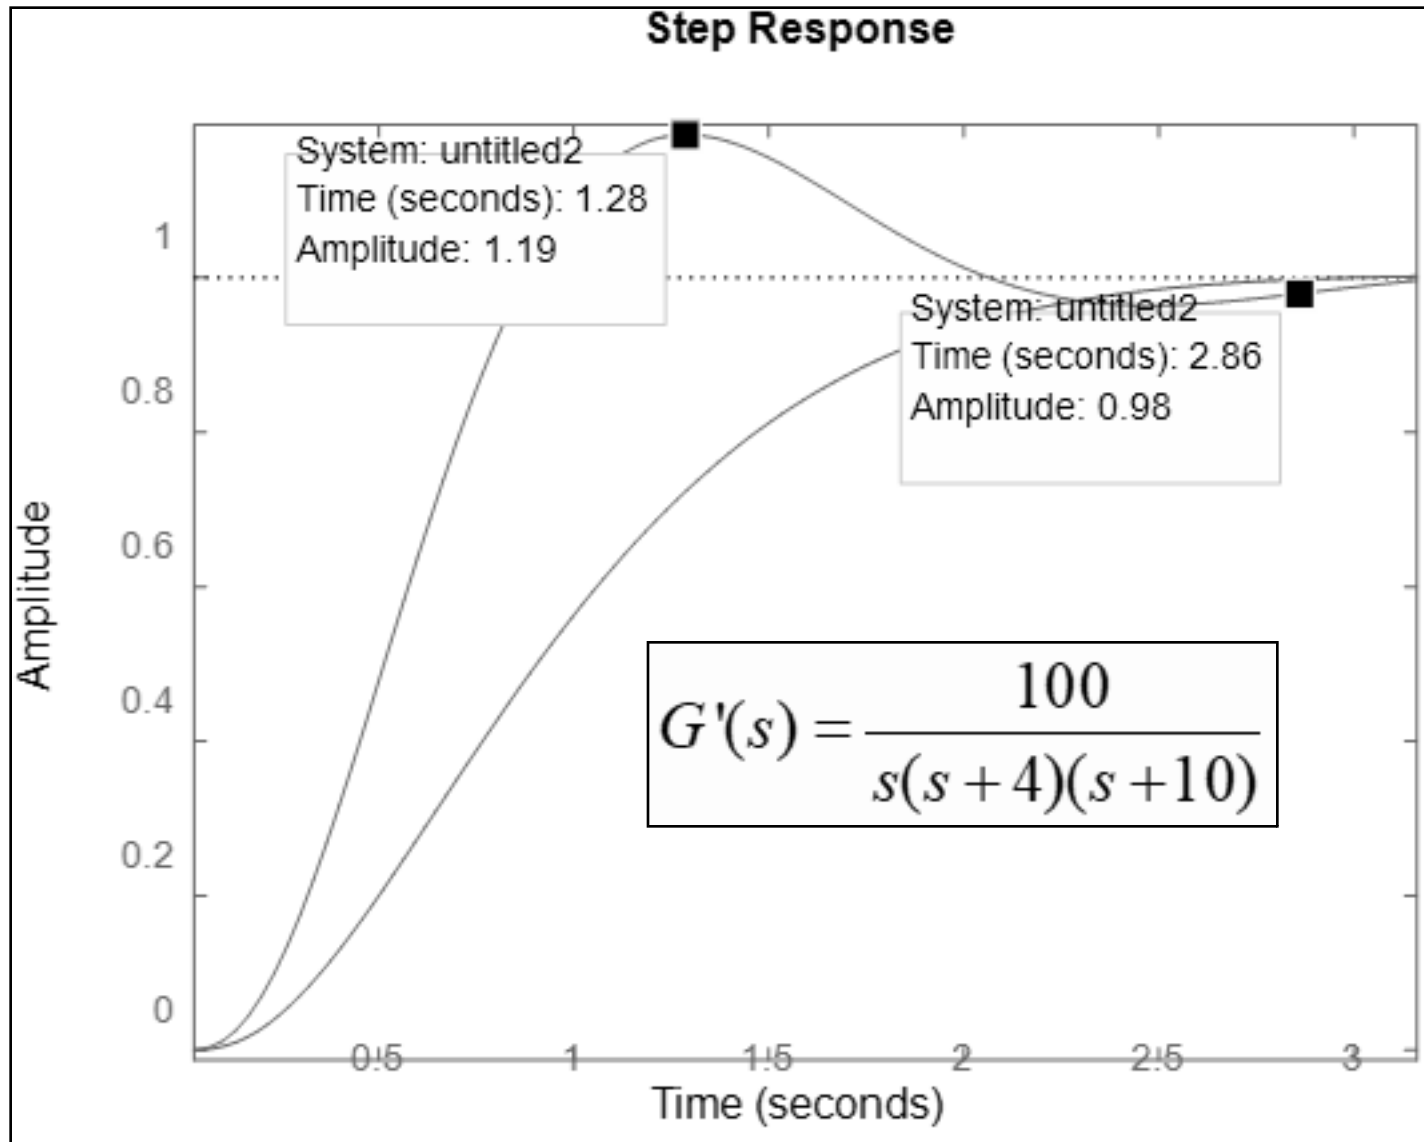 Step Response
System: untitled2
Time (seconds): 1.28
Amplitude: 1.19
System: untitled2
Time (seconds): 2.86
Amplitude: 0.98
1
0.8
0.6
0.4
0.2
0
Amplitude
G'(s) = 100 / s(s+4)(s+10)
0.5 1 1.5 2 2.5 3
Time (seconds)